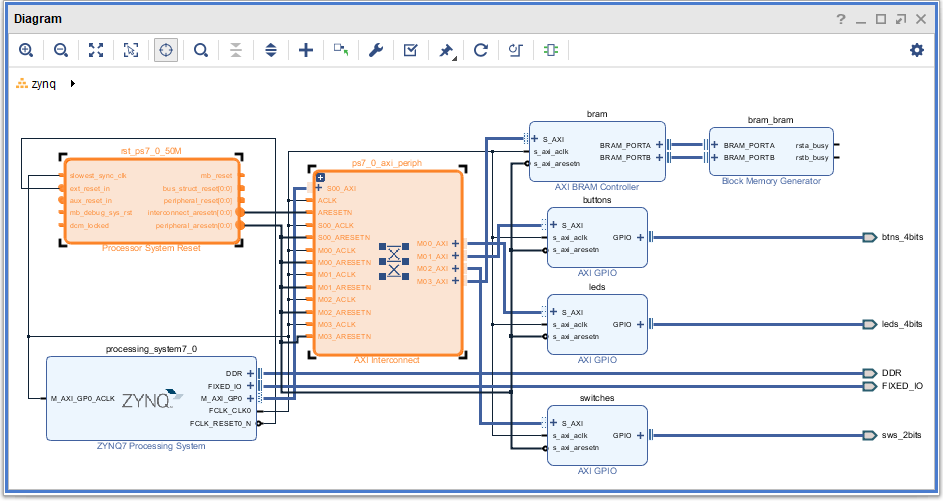 Diagram
?
zynq
rst_ps7_0_50M
slowest_sync_clk
ext_reset_in
aux_reset_in
mb_debug_sys_rst
dcm_locked
mb_reset
bus_struct_reset[0:0]
peripheral_reset[0:0]
interconnect_aresetn[0:0]
peripheral_aresetn[0:0]
Processor System Reset
ps7_0_axi_periph
S00_AXI
ACLK
ARESETN
S00_ACLK
S00_ARESETN
M00_ACLK
M00_ARESETN
M01_ACLK
M01_ARESETN
M02_ACLK
M02_ARESETN
M03_ACLK
M03_ARESETN
M00_AXI
M01_AXI
M02_AXI
M03_AXI
AXI Interconnect
bram
S_AXI
s_axi_aclk
s_axi_aresetn
BRAM_PORTA
BRAM_PORTB
AXI BRAM Controller
bram_bram
BRAM_PORTA
BRAM_PORTB
rsta_busy
rstb_busy
Block Memory Generator
buttons
S_AXI
s_axi_aclk
s_axi_aresetn
GPIO
AXI GPIO
btns_4bits
leds
S_AXI
s_axi_aclk
s_axi_aresetn
GPIO
AXI GPIO
leds_4bits
processing_system7_0
M_AXI_GP0_ACLK
ZYNQ
DDR
FIXED_IO
M_AXI_GP0
FCLK_CLK0
FCLK_RESET0_N
ZYNQ7 Processing System
DDR
FIXED_IO
switches
S_AXI
s_axi_aclk
s_axi_aresetn
GPIO
AXI GPIO
sws_2bits